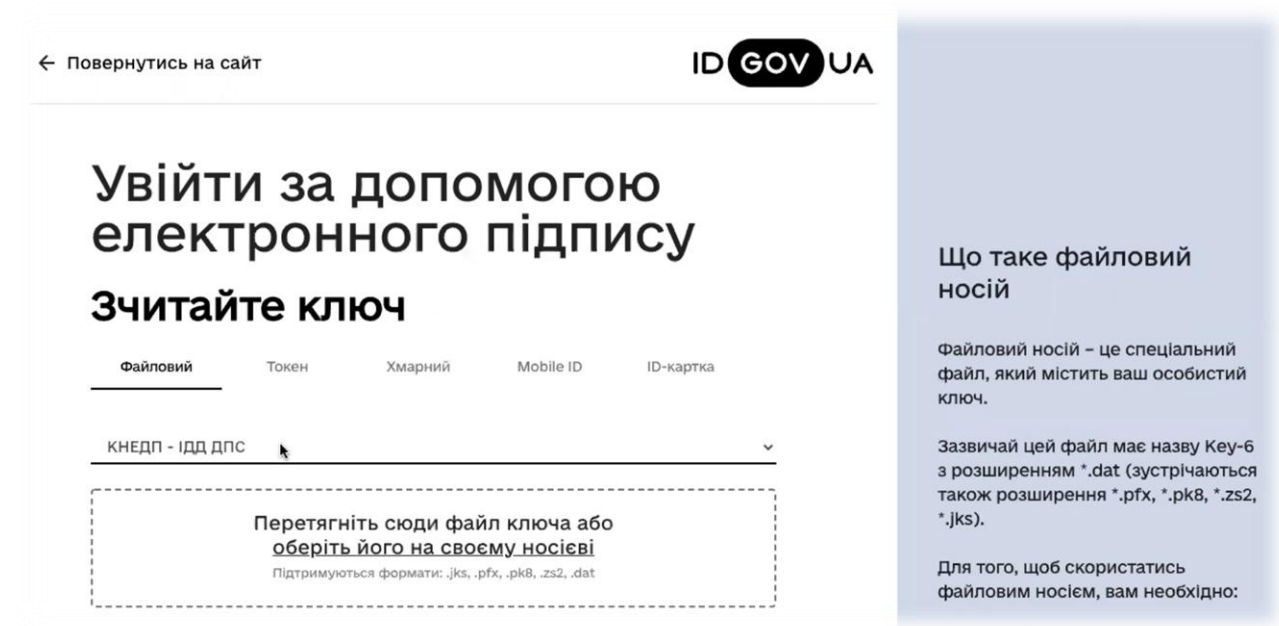 ← Повернутись на сайт
ID GOV UA
Увійти за допомогою
електронного підпису
Зчитайте ключ
Файловий Токен Хмарний Mobile ID ID-картка
КНЕДП - ІДД ДПС
Перетягніть сюди файл ключа або
оберіть його на своєму носієві
Підтримуються формати: .jks, .pfx, .pk8, .zs2, .dat
Що таке файловий
носій
Файловий носій – це спеціальний
файл, який містить ваш особистий
ключ.
Зазвичай цей файл має назву Key-6
з розширенням *.dat (зустрічаються
також розширення *.pfx, *.pk8, *.zs2,
*.jks).
Для того, щоб скористатись
файловим носієм, вам необхідно: